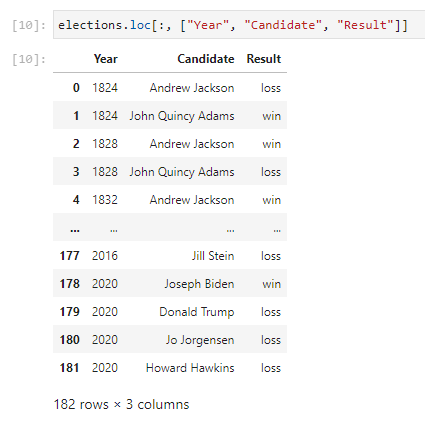 [10]: elections.loc[:, ["Year", "Candidate", "Result"]]
[10]: Year Candidate Result
0 1824 Andrew Jackson loss
1 1824 John Quincy Adams win
2 1828 Andrew Jackson win
3 1828 John Quincy Adams loss
4 1832 Andrew Jackson win
... ... ... ...
177 2016 Jill Stein loss
178 2020 Joseph Biden win
179 2020 Donald Trump loss
180 2020 Jo Jorgensen loss
181 2020 Howard Hawkins loss
182 rows × 3 columns